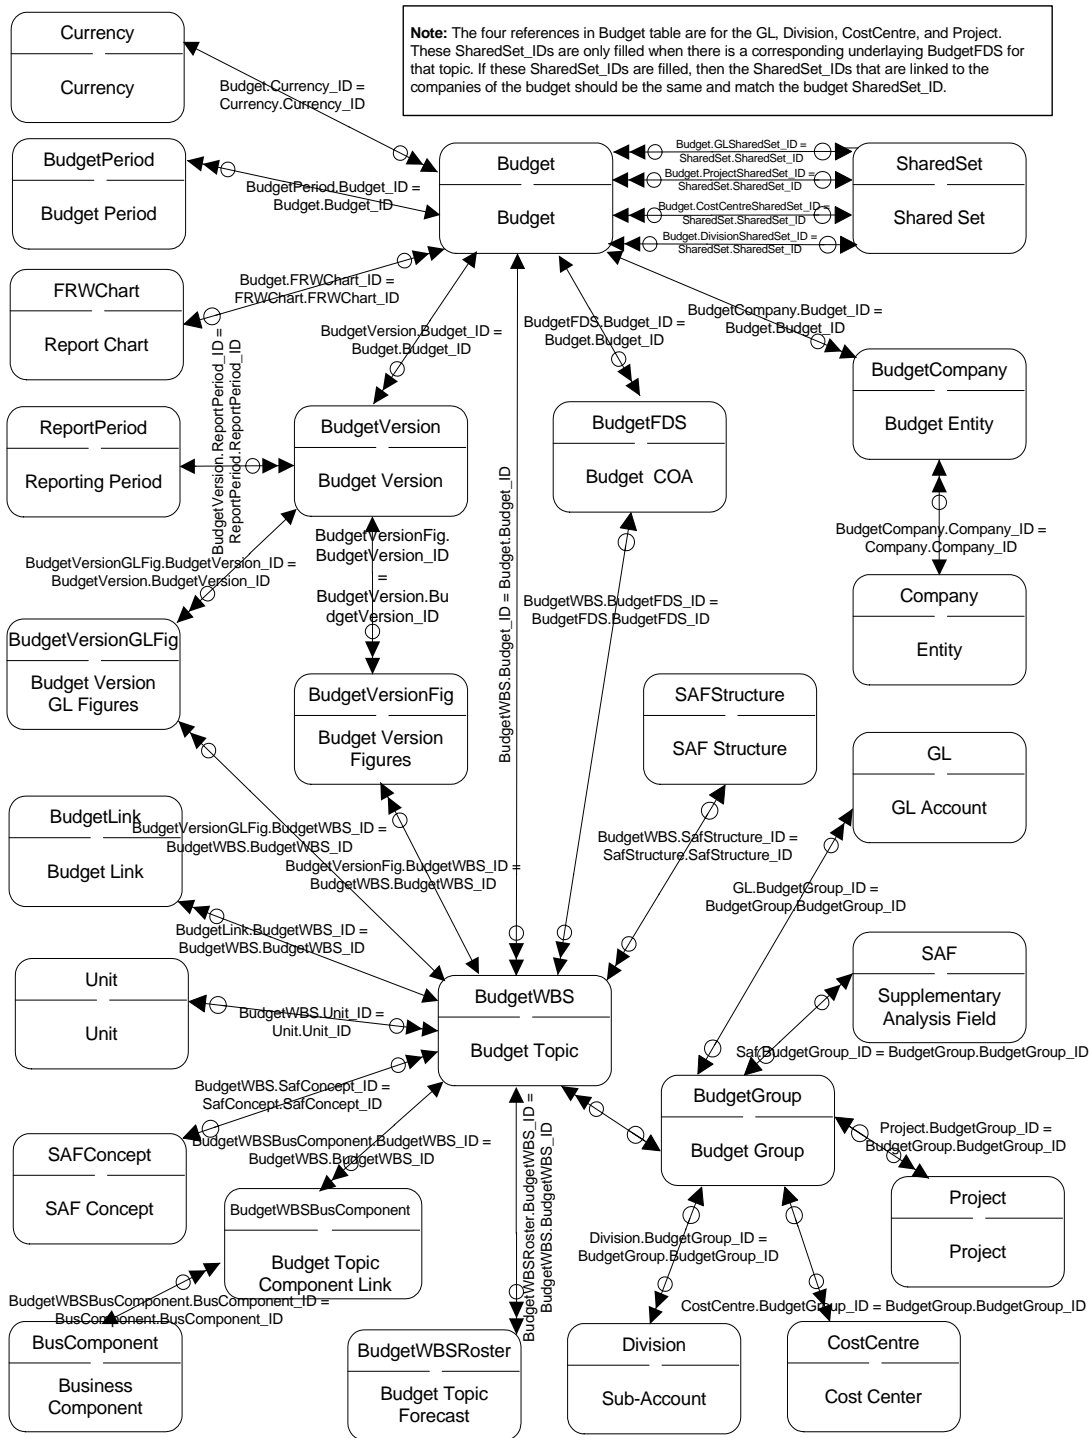 Currency
Currency
Note: The four references in Budget table are for the GL, Division, CostCentre, and Project.
These SharedSet_IDs are only filled when there is a corresponding underlaying BudgetFDS for
that topic. If these SharedSet_IDs are filled, then the SharedSet_IDs that are linked to the
companies of the budget should be the same and match the budget SharedSet_ID.
Budget.Currency_ID =
Currency.Currency_ID
BudgetPeriod
Budget Period
BudgetPeriod.Budget_ID =
Budget.Budget_ID
Budget
Budget
Budget.GLSharedSet_ID =
SharedSet.SharedSet_ID
Budget.ProjectSharedSet_ID =
SharedSet.SharedSet_ID
Budget.CostCentreSharedSet_ID =
SharedSet.SharedSet_ID
Budget.DivisionSharedSet_ID =
SharedSet.SharedSet_ID
SharedSet
Shared Set
FRWChart
Report Chart
Budget.FRWChart_ID =
FRWChart.FRWChart_ID
BudgetVersion.Budget_ID =
Budget.Budget_ID
BudgetFDS.Budget_ID =
Budget.Budget_ID
BudgetCompany.Budget_ID =
Budget.Budget_ID
BudgetCompany
Budget Entity
ReportPeriod
Reporting Period
BudgetVersion.ReportPeriod_ID =
ReportPeriod.ReportPeriod_ID
BudgetVersion
Budget Version
BudgetFDS
Budget COA
BudgetCompany.Company_ID =
Company.Company_ID
BudgetVersionGLFig.BudgetVersion_ID =
BudgetVersion.BudgetVersion_ID
BudgetVersionFig.
BudgetVersion_ID
=
BudgetVersion.Bu
dgetVersion_ID
BudgetWBS.Budget_ID = Budget.Budget_ID
BudgetWBS.BudgetFDS_ID =
BudgetFDS.BudgetFDS_ID
Company
Entity
BudgetVersionGLFig
Budget Version
GL Figures
BudgetVersionFig
Budget Version
Figures
SAFStructure
SAF Structure
GL
GL Account
BudgetLink
Budget Link
BudgetVersionGLFig.BudgetWBS_ID =
BudgetWBS.BudgetWBS_ID
BudgetVersionFig.BudgetWBS_ID =
BudgetWBS.BudgetWBS_ID
BudgetWBS.SafStructure_ID =
SafStructure.SafStructure_ID
GL.BudgetGroup_ID =
BudgetGroup.BudgetGroup_ID
BudgetLink.BudgetWBS_ID =
BudgetWBS.BudgetWBS_ID
Unit
Unit
BudgetWBS.Unit_ID =
Unit.Unit_ID
BudgetWBS
Budget Topic
SAF
Supplementary
Analysis Field
Saf.BudgetGroup_ID = BudgetGroup.BudgetGroup_ID
BudgetWBS.SafConcept_ID =
SafConcept.SafConcept_ID
BudgetGroup
Budget Group
Project.BudgetGroup_ID =
BudgetGroup.BudgetGroup_ID
SAFConcept
SAF Concept
BudgetWBSBusComponent.BudgetWBS_ID =
BudgetWBS.BudgetWBS_ID
BudgetWBSRoster.BudgetWBS_ID =
BudgetWBS.BudgetWBS_ID
BudgetWBSBusComponent
Budget Topic
Component Link
Project
Project
Division.BudgetGroup_ID =
BudgetGroup.BudgetGroup_ID
BudgetWBSBusComponent.BusComponent_ID =
BusComponent.BusComponent_ID
CostCentre.BudgetGroup_ID = BudgetGroup.BudgetGroup_ID
BusComponent
Business
Component
BudgetWBSRoster
Budget Topic
Forecast
Division
Sub-Account
CostCentre
Cost Center